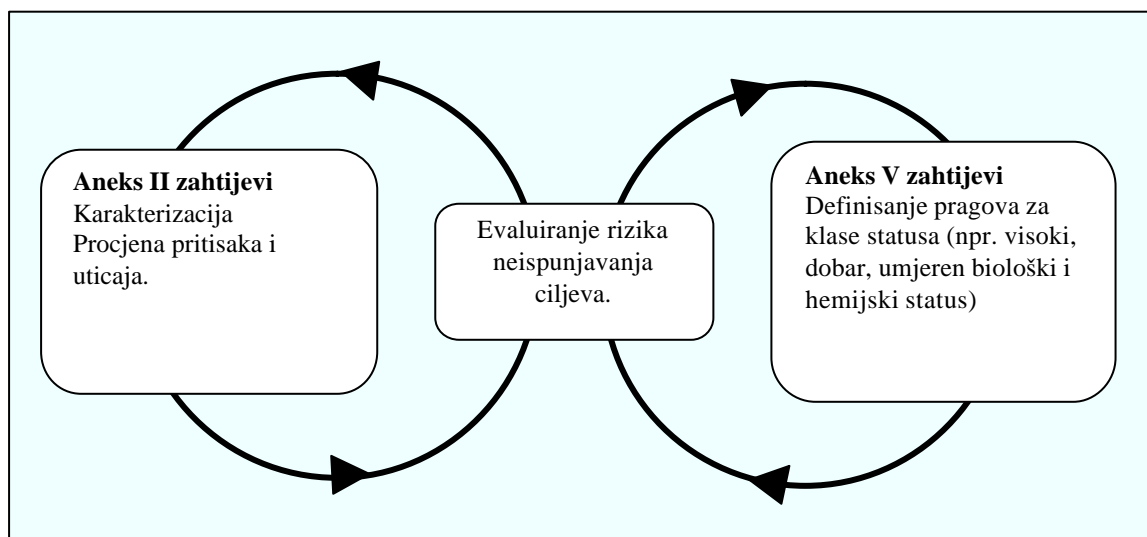 Aneks II zahtijevi
Karakterizacija
Procjena pritisaka i
uticaja.
Evaluiranje rizika
neispunjavanja
ciljeva.
Aneks V zahtijevi
Definisanje pragova za
klase statusa (npr. visoki,
dobar, umjeren biološki i
hemijski status)